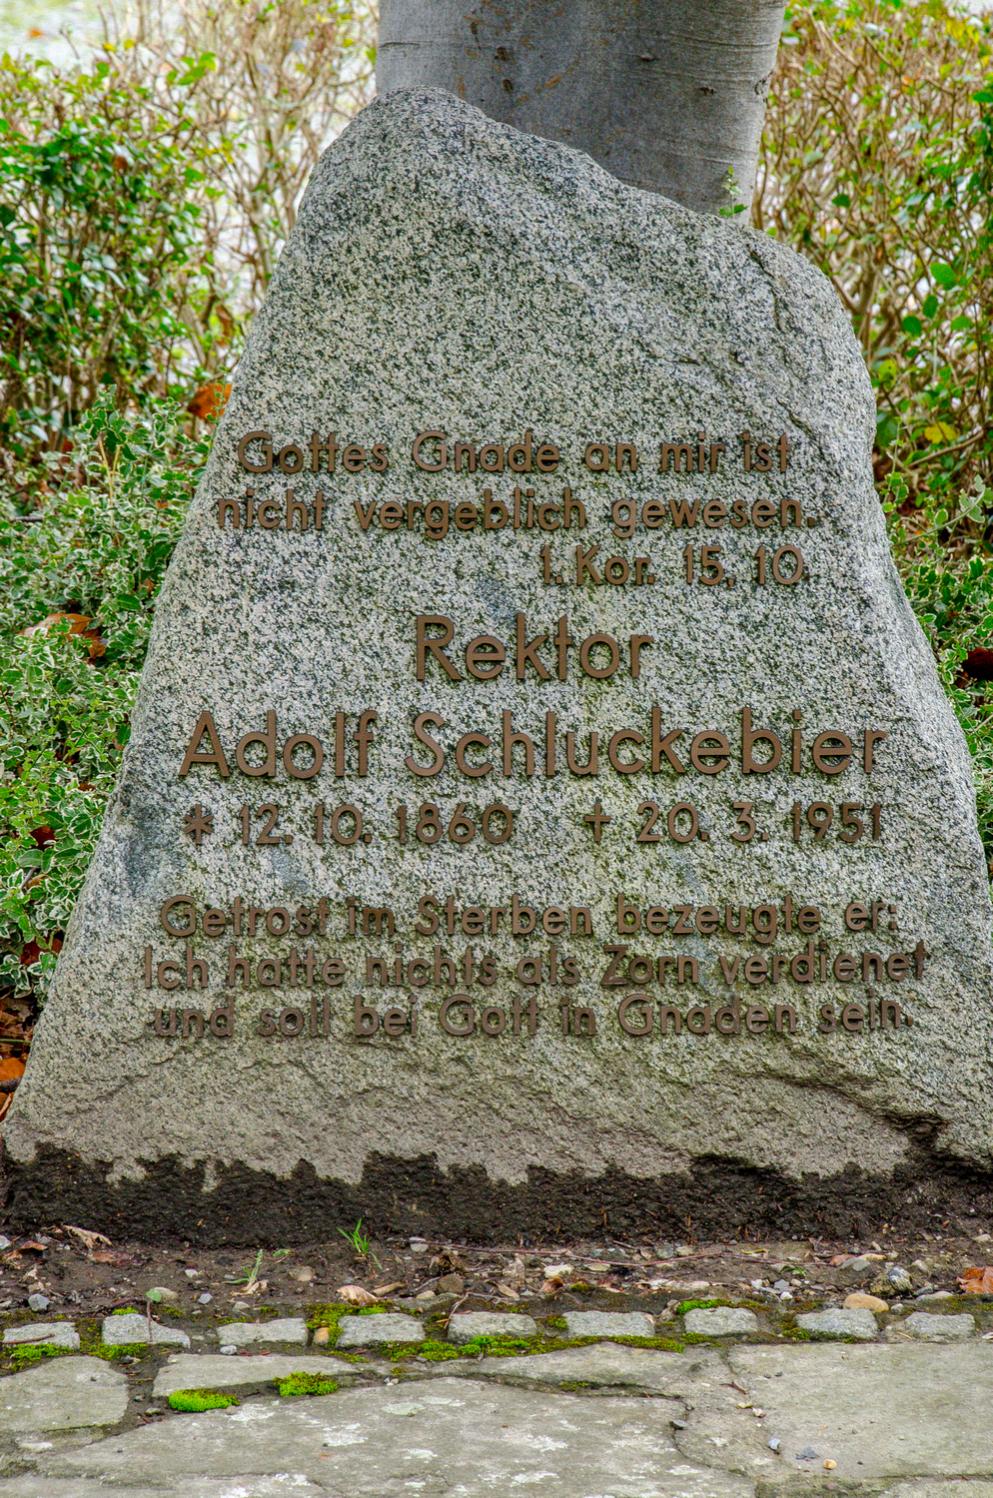 Gottes Gnade an mir ist
nicht vergeblich gewesen.
1. Kor. 15, 10
Rektor
Adolf Schluckebier
* 12. 10. 1860 † 20. 3. 1951
Getrost im Sterben bezeugte er:
Ich hatte nichts als Zorn verdienet
und soll bei Gott in Gnaden sein.